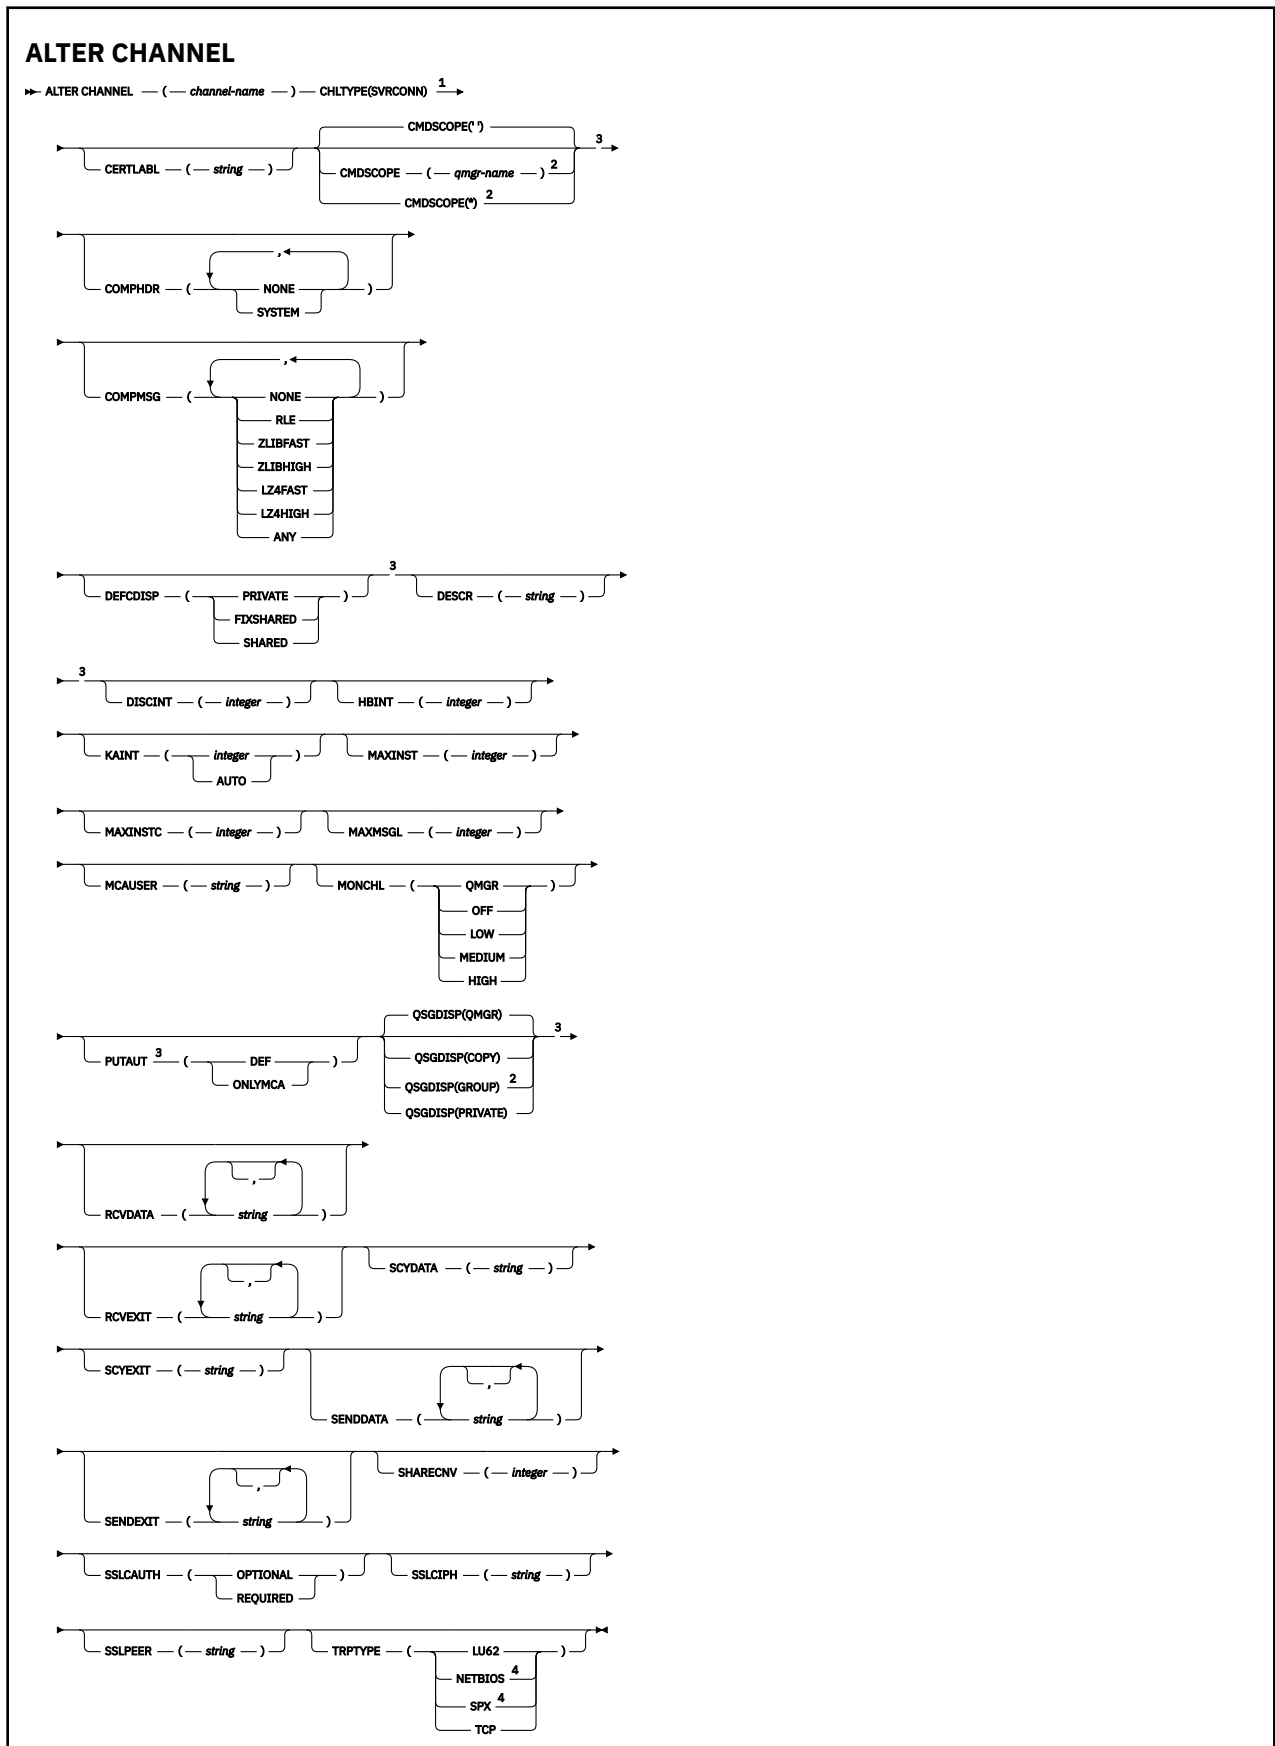 ALTER CHANNEL
ALTER CHANNEL ( channel-name ) CHLTYPE(SVRCONN) 1
CMDSCOPE(' ') 3
CERTLABL ( string ) CMDSCOPE ( qmgr-name ) 2
CMDSCOPE(*) 2
,
COMPHDR ( NONE )
SYSTEM
,
COMPMSG ( NONE )
RLE
ZLIBFAST
ZLIBHIGH
LZ4FAST
LZ4HIGH
ANY
3
DEFCDISP ( PRIVATE ) DESCR ( string )
FIXSHARED
SHARED
3
DISCINT ( integer ) HBINT ( integer )
KAINT ( integer ) MAXINST ( integer )
AUTO
MAXINSTC ( integer ) MAXMSGL ( integer )
MCAUSER ( string ) MONCHL ( QMGR )
OFF
LOW
MEDIUM
HIGH
QSGDISP(QMGR) 3
PUTAUT 3 ( DEF ) QSGDISP(COPY)
ONLYMCA QSGDISP(GROUP) 2
QSGDISP(PRIVATE)
,
RCVDATA ( string )
,
RCVEXIT ( string ) SCYDATA ( string )
SCYEXIT ( string )
,
SENDDATA ( string )
SHARECNV ( integer )
,
SENDEXIT ( string )
SSLCAUTH ( OPTIONAL ) SSLCIPH ( string )
REQUIRED
SSLPEER ( string ) TRPTYPE ( LU62 )
NETBIOS 4
SPX 4
TCP